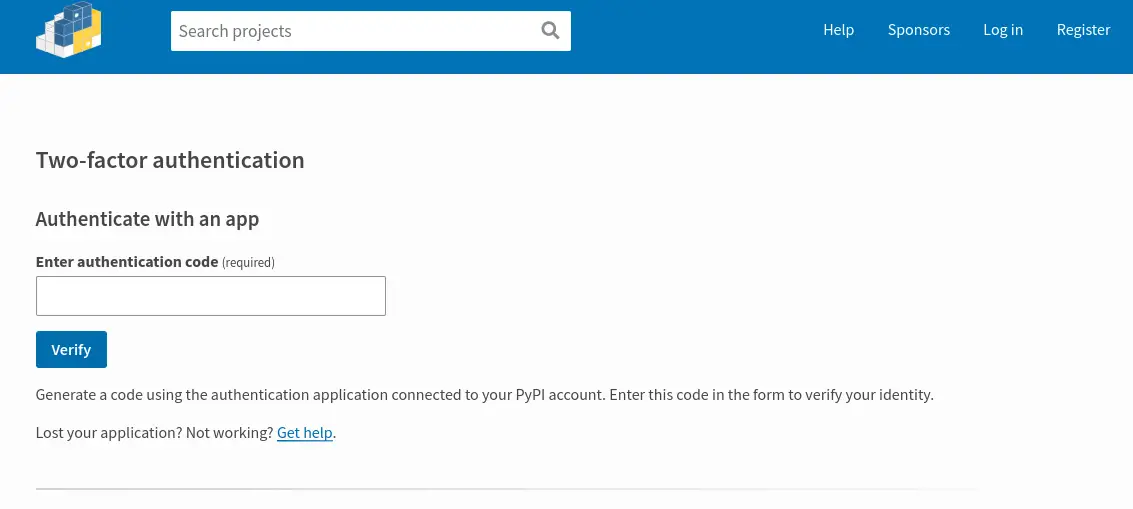 Search projects
Help Sponsors Log in Register
Two-factor authentication
Authenticate with an app
Enter authentication code (required)
Verify
Generate a code using the authentication application connected to your PyPI account. Enter this code in the form to verify your identity.
Lost your application? Not working? Get help.